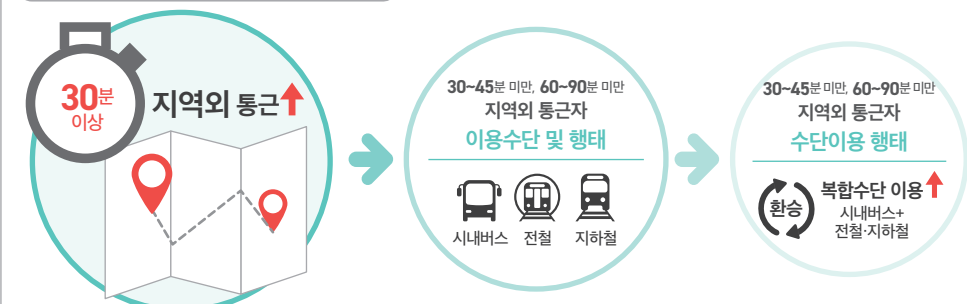 30분
이상
지역외 통근
30~45분 미만, 60~90분 미만
지역외 통근자
이용수단 및 행태
시내버스 전철 지하철
30~45분 미만, 60~90분 미만
지역외 통근자
수단이용 행태
환승
복합수단 이용
시내버스+
전철·지하철